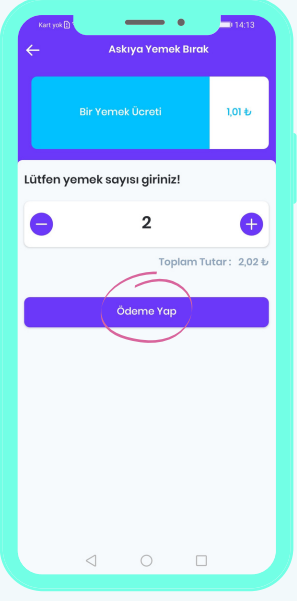 Kart yok 14:13
Askıya Yemek Bırak
Bir Yemek Ücreti 1,01 ₺
Lütfen yemek sayısı giriniz!
2
Toplam Tutar : 2,02 ₺
Ödeme Yap